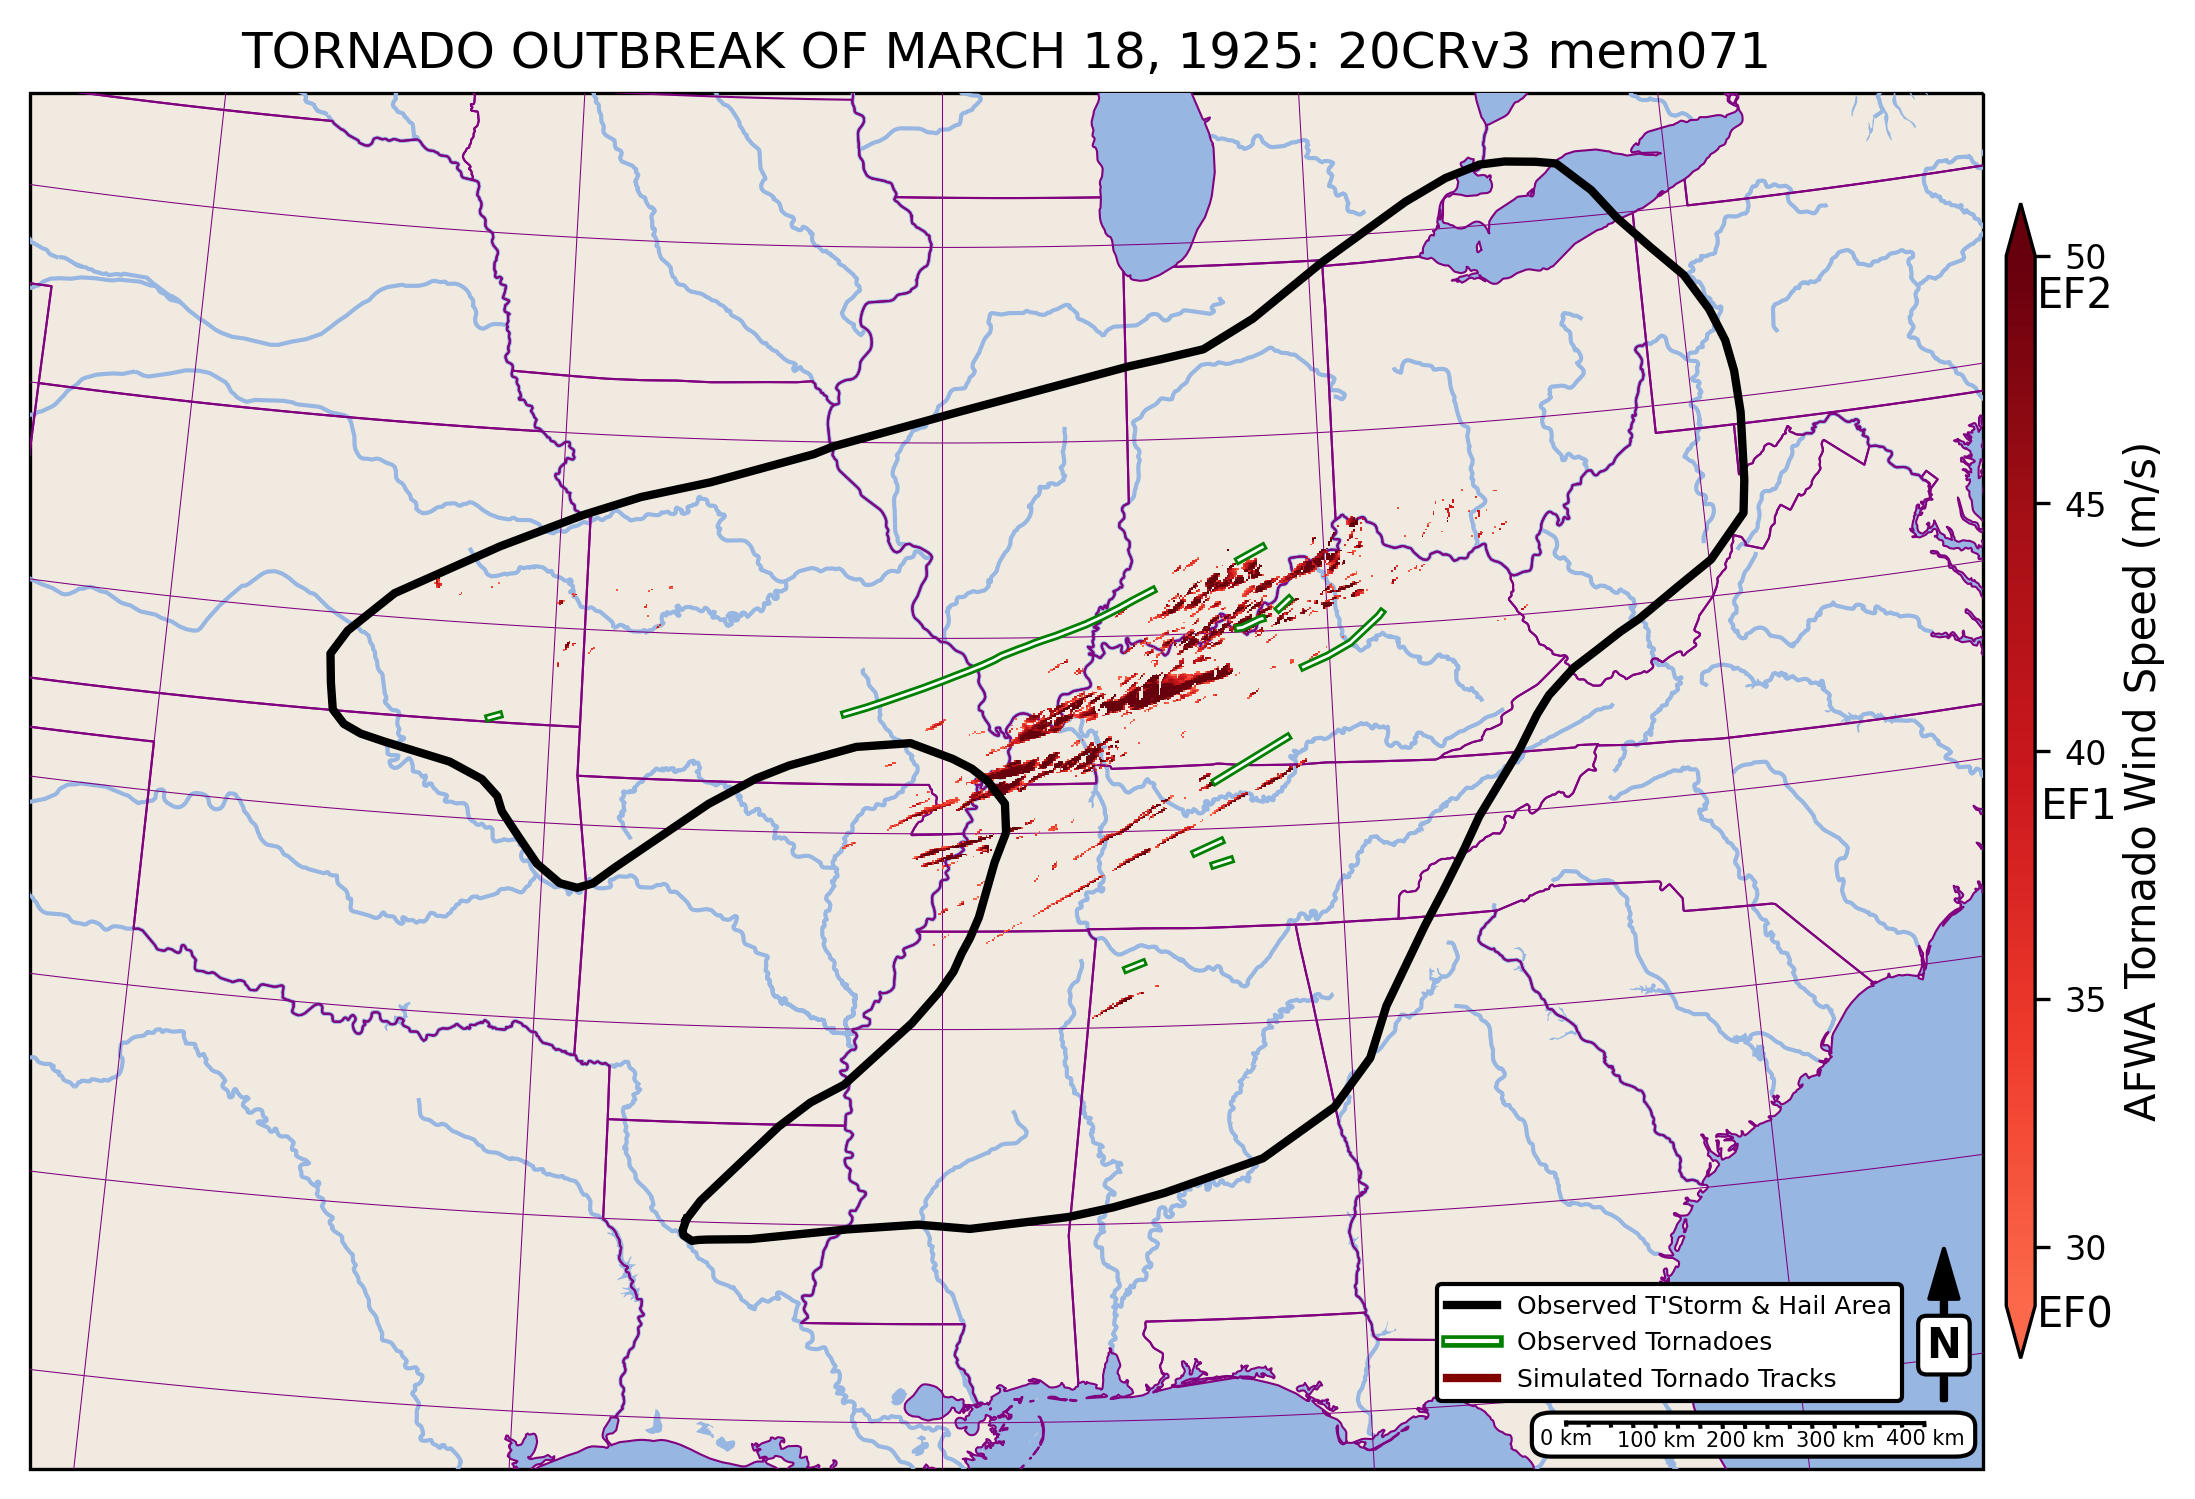 TORNADO OUTBREAK OF MARCH 18, 1925: 20CRv3 mem071
50
EF2
45
40
EF1
35
30
EF0
AFWA Tornado Wind Speed (m/s)
Observed T'Storm & Hail Area
Observed Tornadoes
Simulated Tornado Tracks
N
0 km 100 km 200 km 300 km 400 km